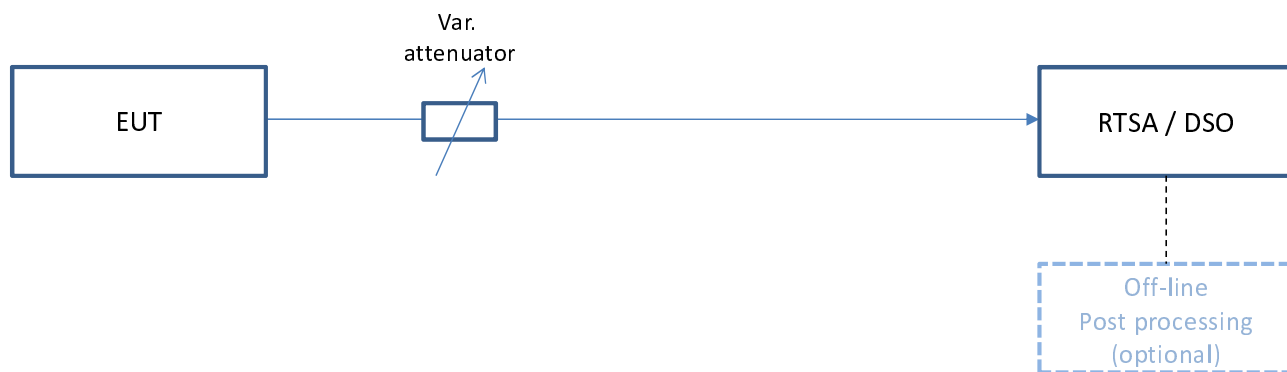 Var.
attenuator
EUT
RTSA / DSO
Off-line
Post processing
(optional)